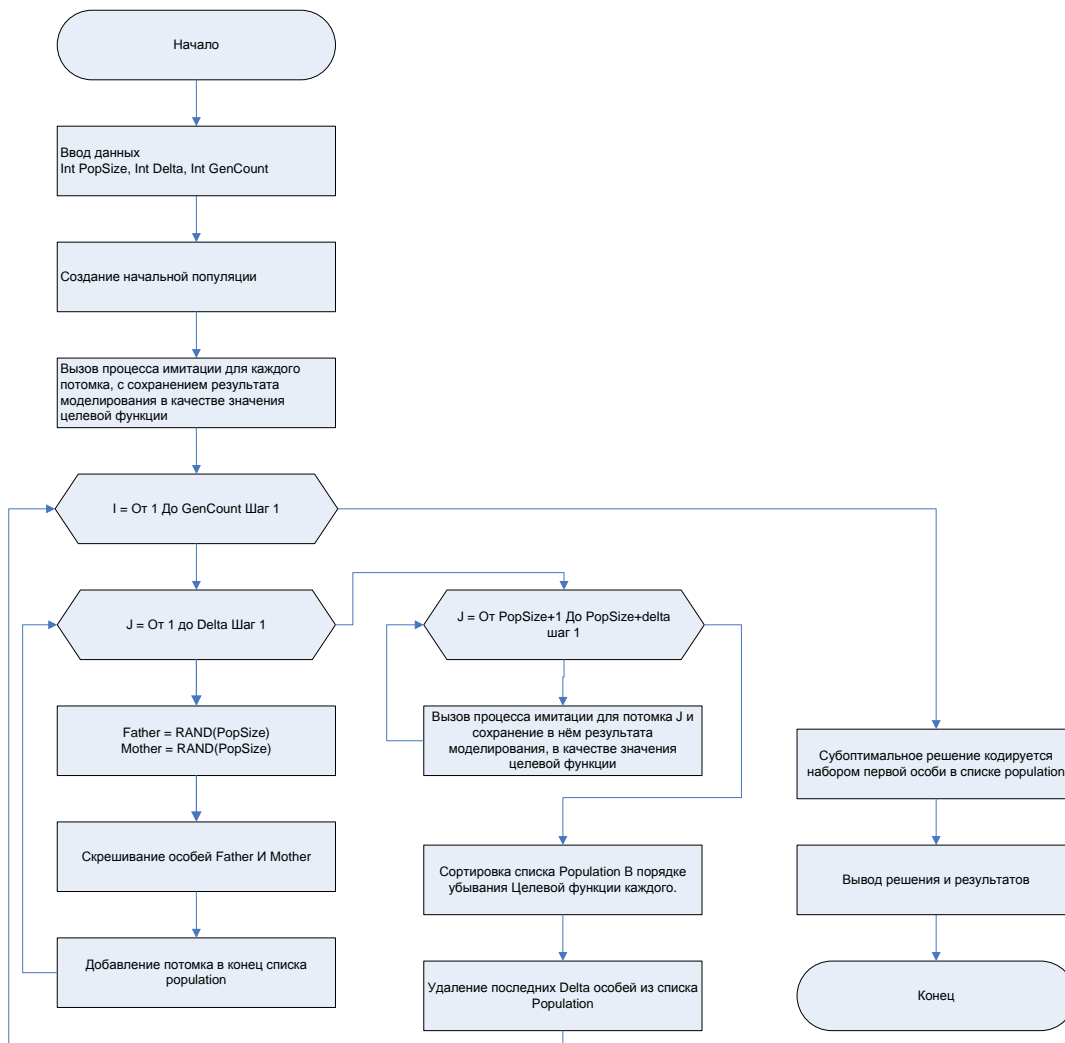 Начало
Ввод данных
Int PopSize, Int Delta, Int GenCount
Создание начальной популяции
Вызов процесса имитации для каждого
потомка, с сохранением результата
моделирования в качестве значения
целевой функции
I = От 1 До GenCount Шаг 1
J = От 1 до Delta Шаг 1
Father = RAND(PopSize)
Mother = RAND(PopSize)
Скрешивание особей Father И Mother
Добавление потомка в конец списка
population
J = От PopSize+1 До PopSize+delta
шаг 1
Вызов процесса имитации для потомка J и
сохранение в нём результата
моделирования, в качестве значения
целевой функции
Сортировка списка Population В порядке
убывания Целевой функции каждого.
Удаление последних Delta особей из списка
Population
Субоптимальное решение кодируется
набором первой особи в списке population
Вывод решения и результатов
Конец